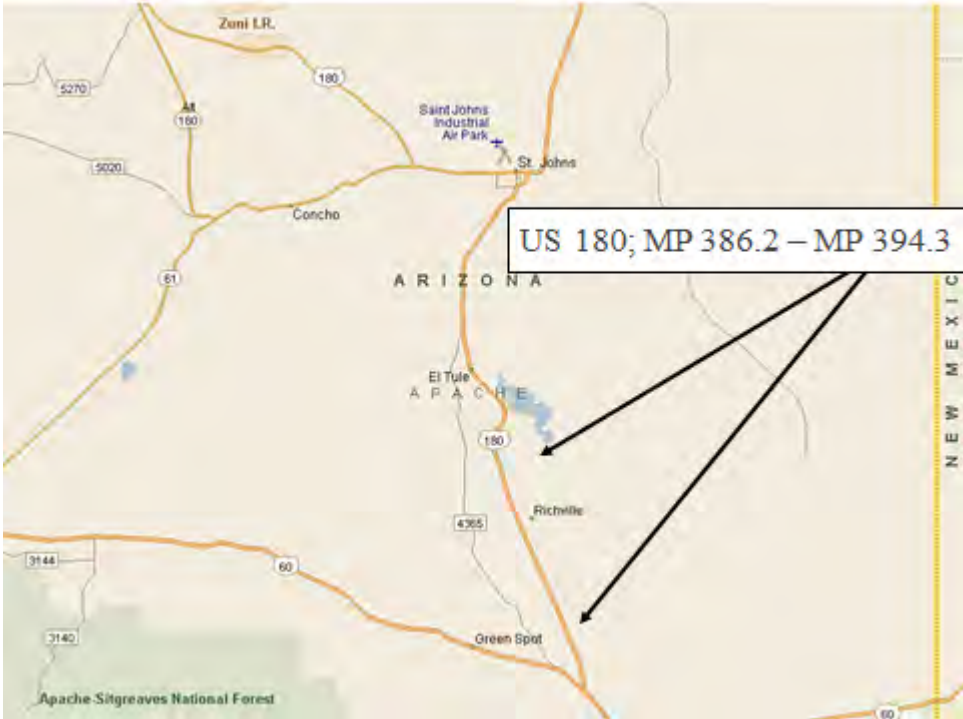 Zuni I.R.
180
5270
Alt
180
Saint Johns
Industrial
Air Park
St. Johns
5020
Concho
US 180; MP 386.2 – MP 394.3
61
ARIZONA
NEW MEXICO
El Tule
APACHE
180
Richville
4365
3144
60
3140
Green Spot
Apache-Sitgreaves National Forest
60